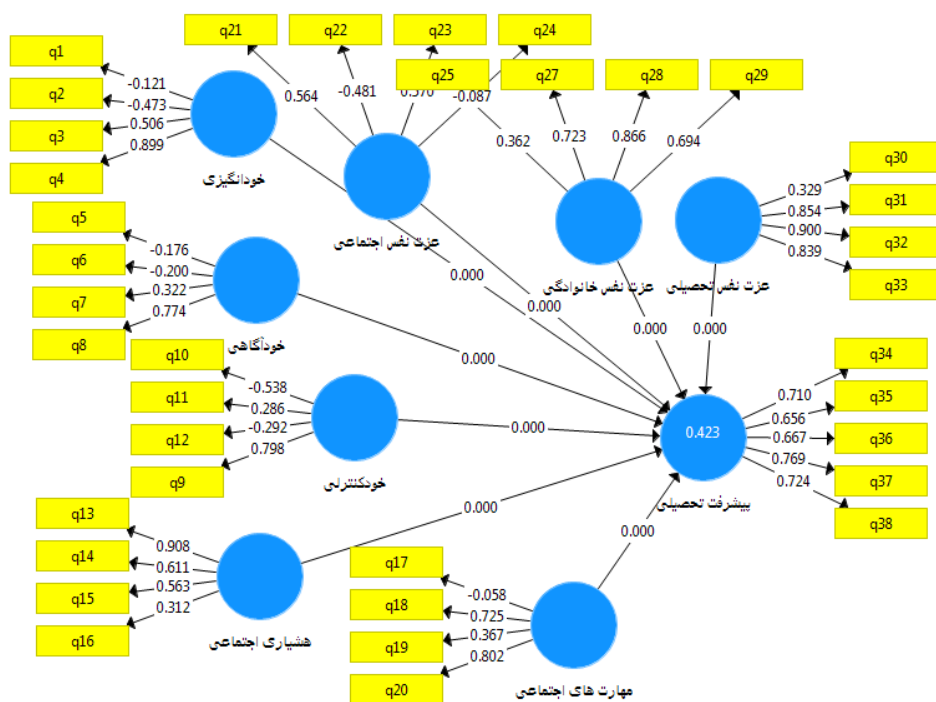 q21
q22
q23
q24
0.564
-0.481
-0.087
q25
q27
q28
q29
0.362
0.723
0.866
0.694
q1
q2
q3
q4
-0.121
-0.473
0.506
0.899
خودانگیزی
عزت نفس اجتماعی
عزت نفس خانوادگی
عزت نفس تحصیلی
q30
q31
q32
q33
0.329
0.854
0.900
0.839
q5
q6
q7
q8
-0.176
-0.200
0.322
0.774
خودآگاهی
0.000
0.000
0.000
0.000
0.000
q10
q11
q12
q9
-0.538
0.286
-0.292
0.798
خودکنترلی
0.000
0.423
پیشرفت تحصیلی
q34
q35
q36
q37
q38
0.710
0.656
0.667
0.769
0.724
q13
q14
q15
q16
0.908
0.611
0.563
0.312
هشیاری اجتماعی
0.000
0.000
q17
q18
q19
q20
-0.058
0.725
0.367
0.802
مهارت های اجتماعی